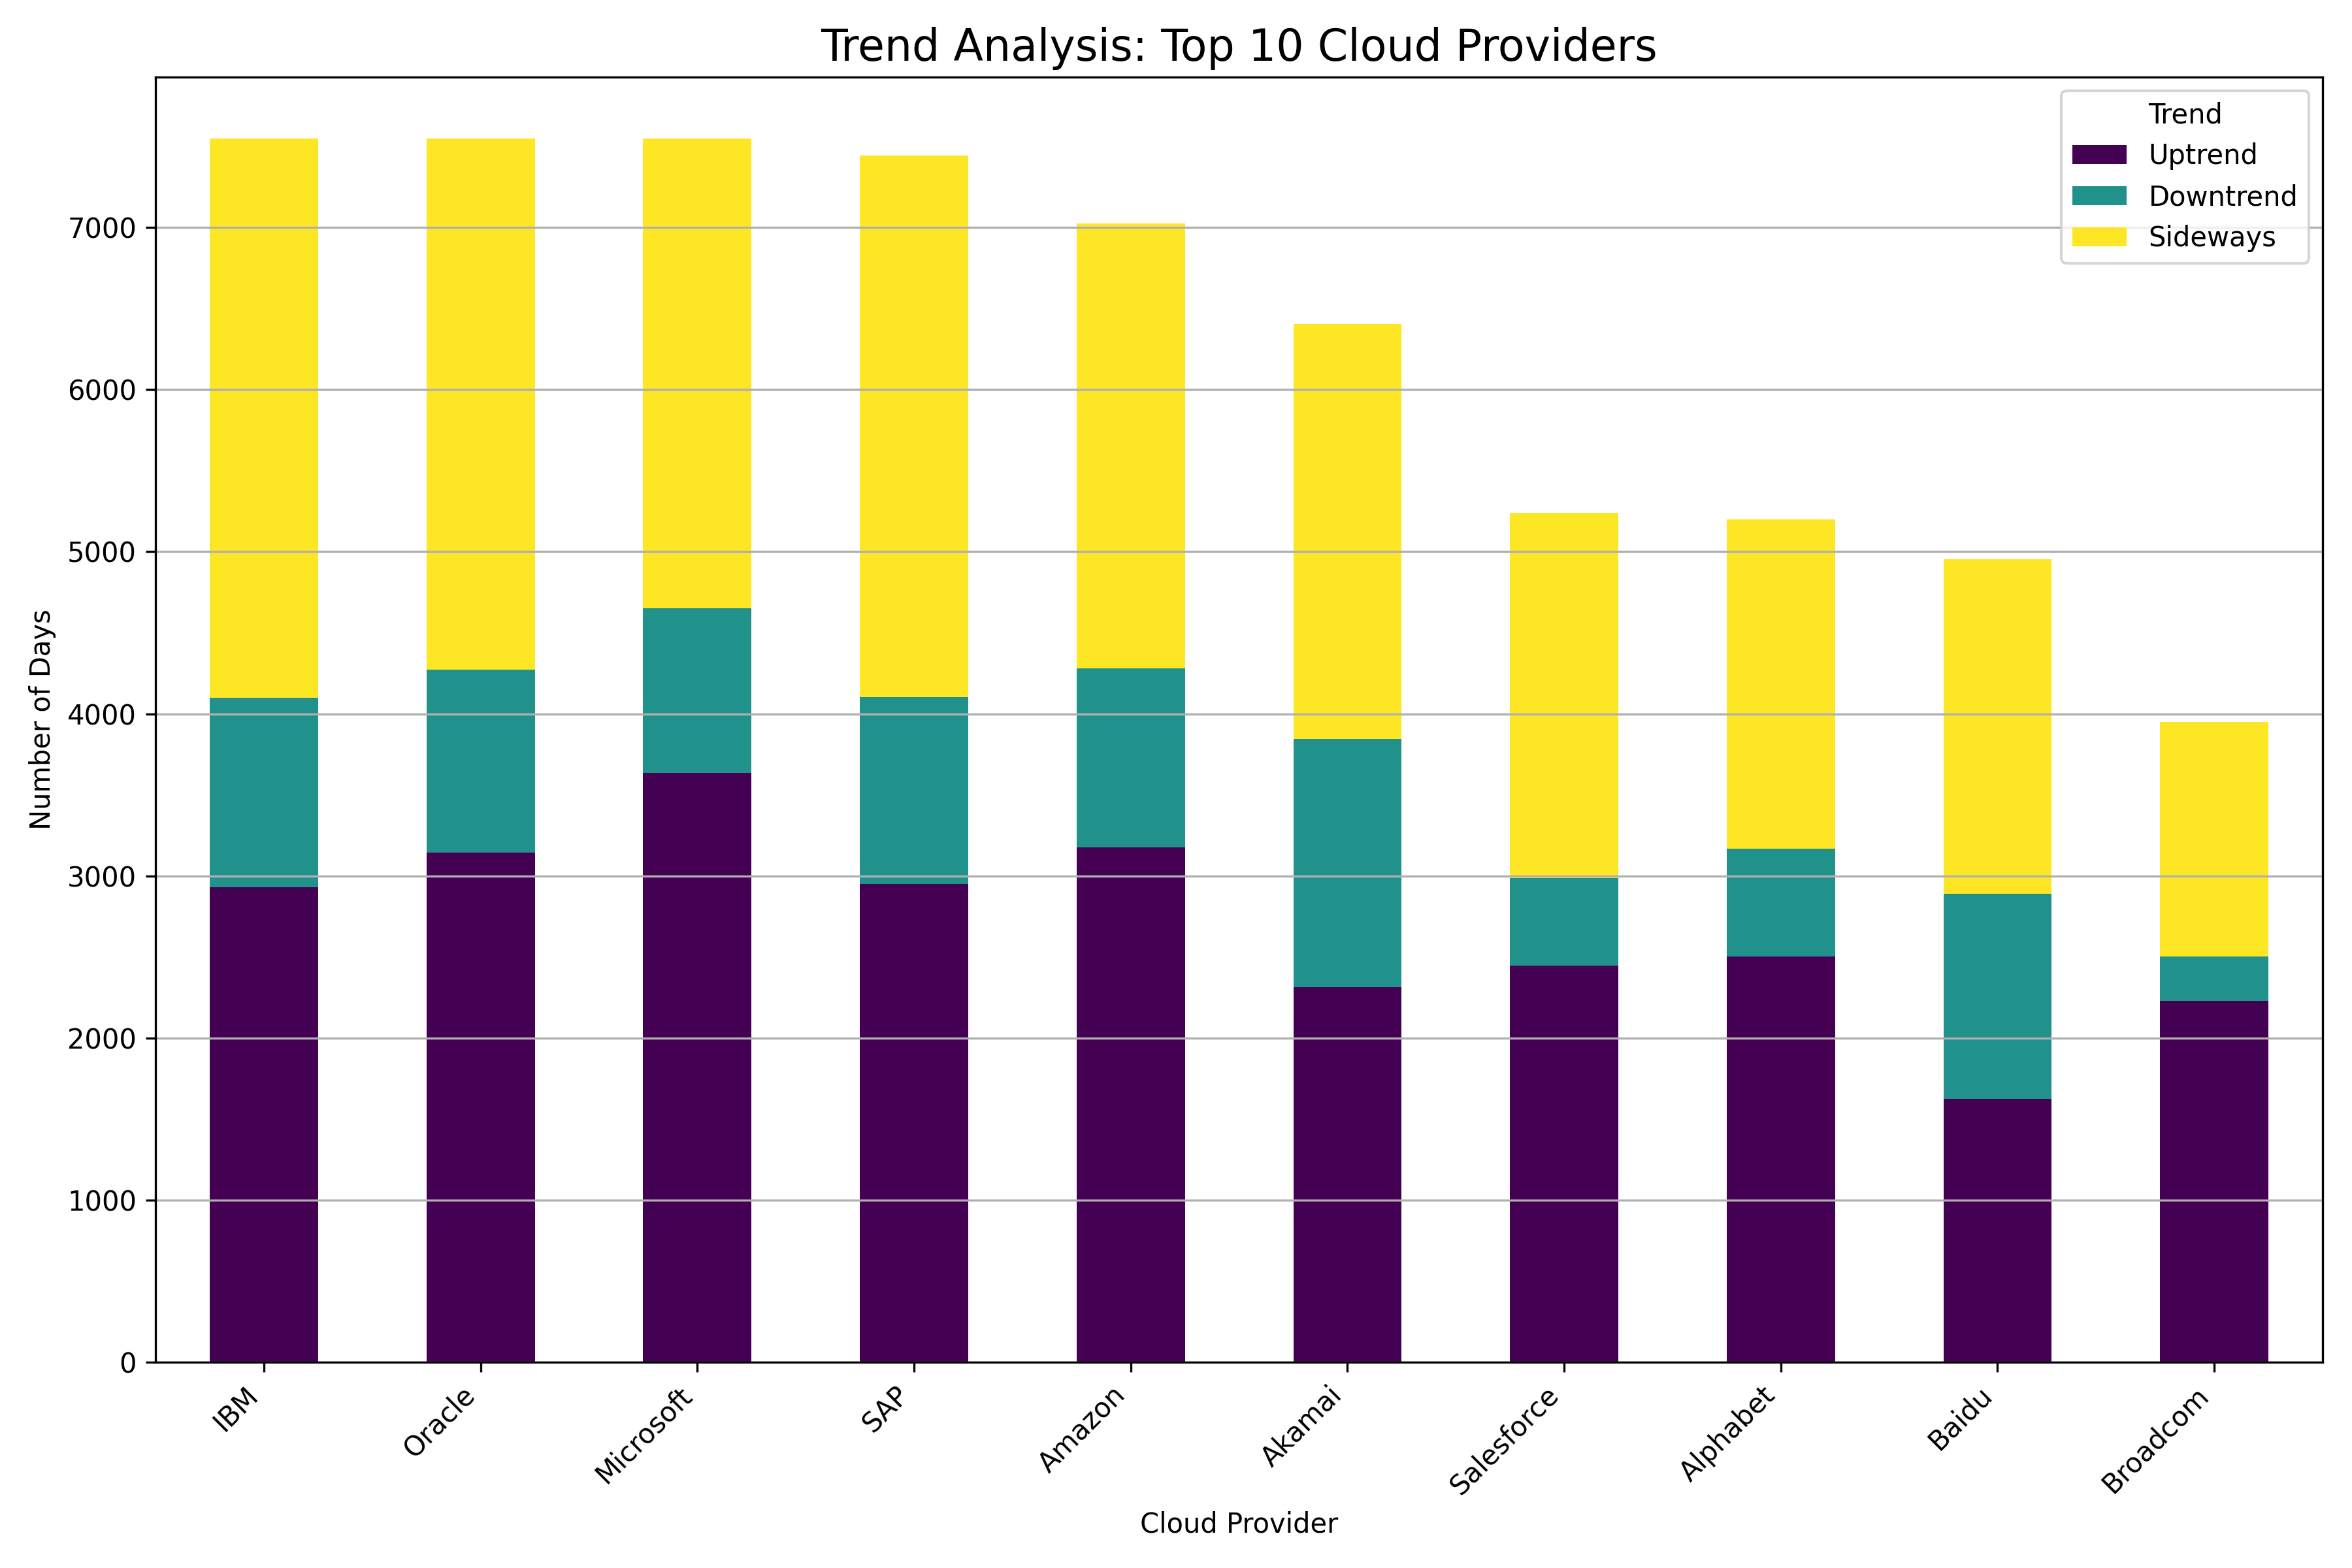 Trend Analysis: Top 10 Cloud Providers
Trend
Uptrend
Downtrend
Sideways
Number of Days
7000
6000
5000
4000
3000
2000
1000
0
IBM
Oracle
Microsoft
SAP
Amazon
Akamai
Salesforce
Alphabet
Baidu
Broadcom
Cloud Provider